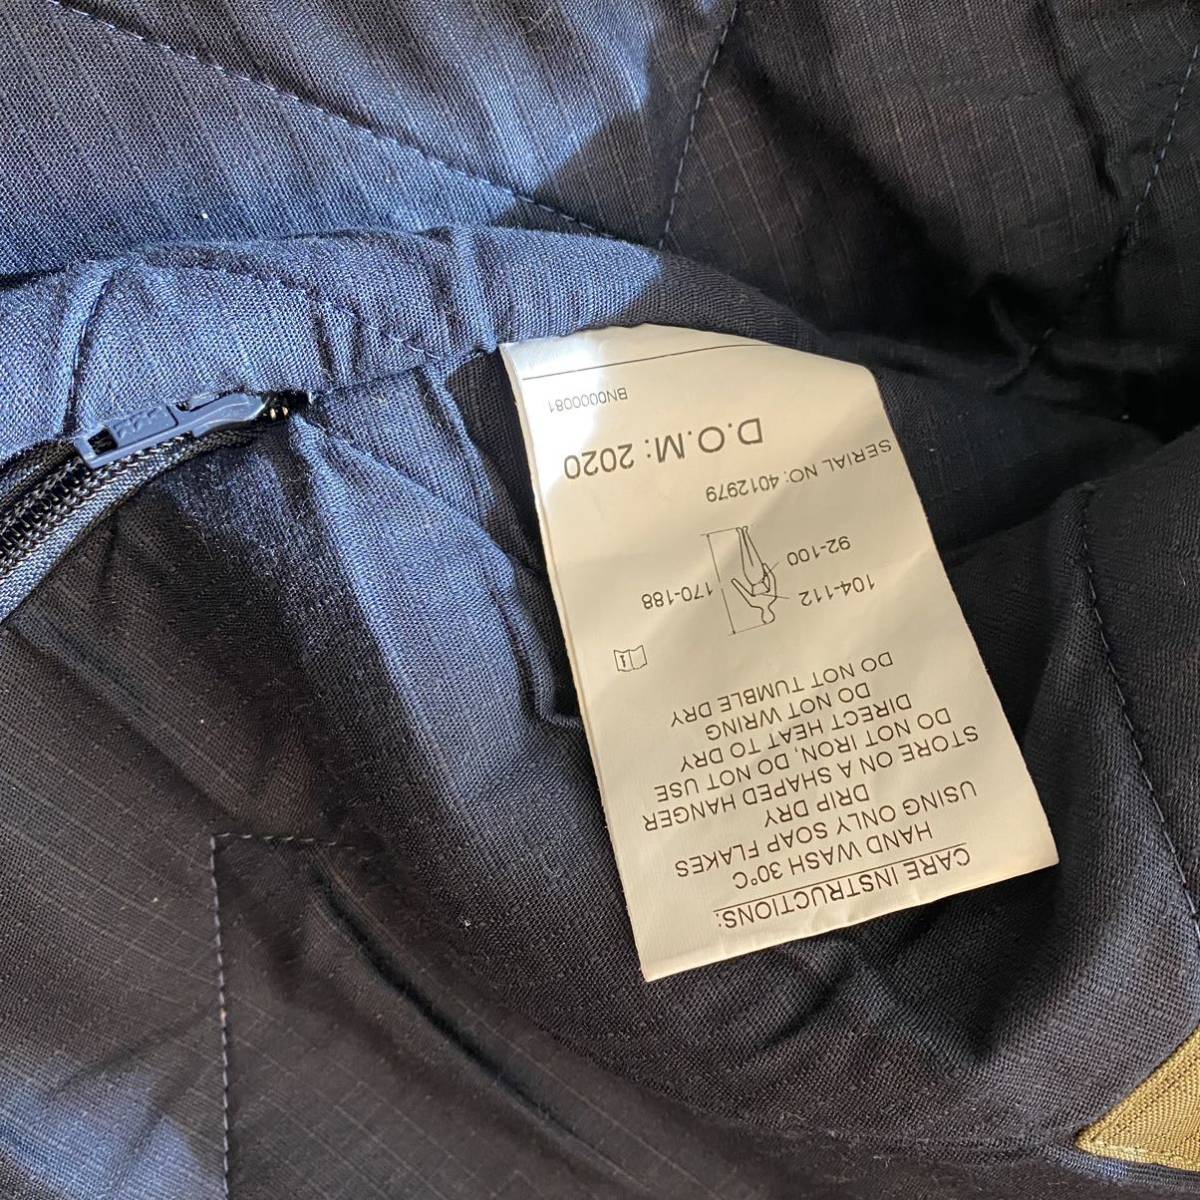 CARE INSTRUCTIONS:
HAND WASH 30°C
USING ONLY SOAP FLAKES
DRIP DRY
STORE ON A SHAPED HANGER
DO NOT IRON, DO NOT USE
DIRECT HEAT TO DRY
DO NOT WRING
DO NOT TUMBLE DRY
104-112
92-100
170-188
SERIAL NO: 4012979
D.O.M: 2020
BN00000081